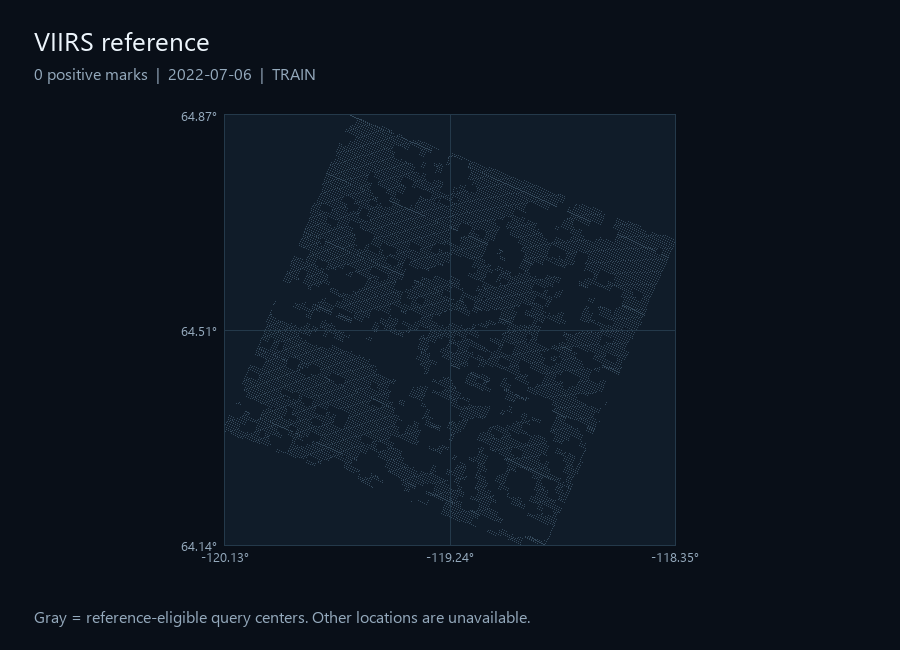 VIIRS reference
0 positive marks | 2022-07-06 | TRAIN
64.87°
64.51°
64.14°
-120.13°
-119.24°
-118.35°
Gray = reference-eligible query centers. Other locations are unavailable.